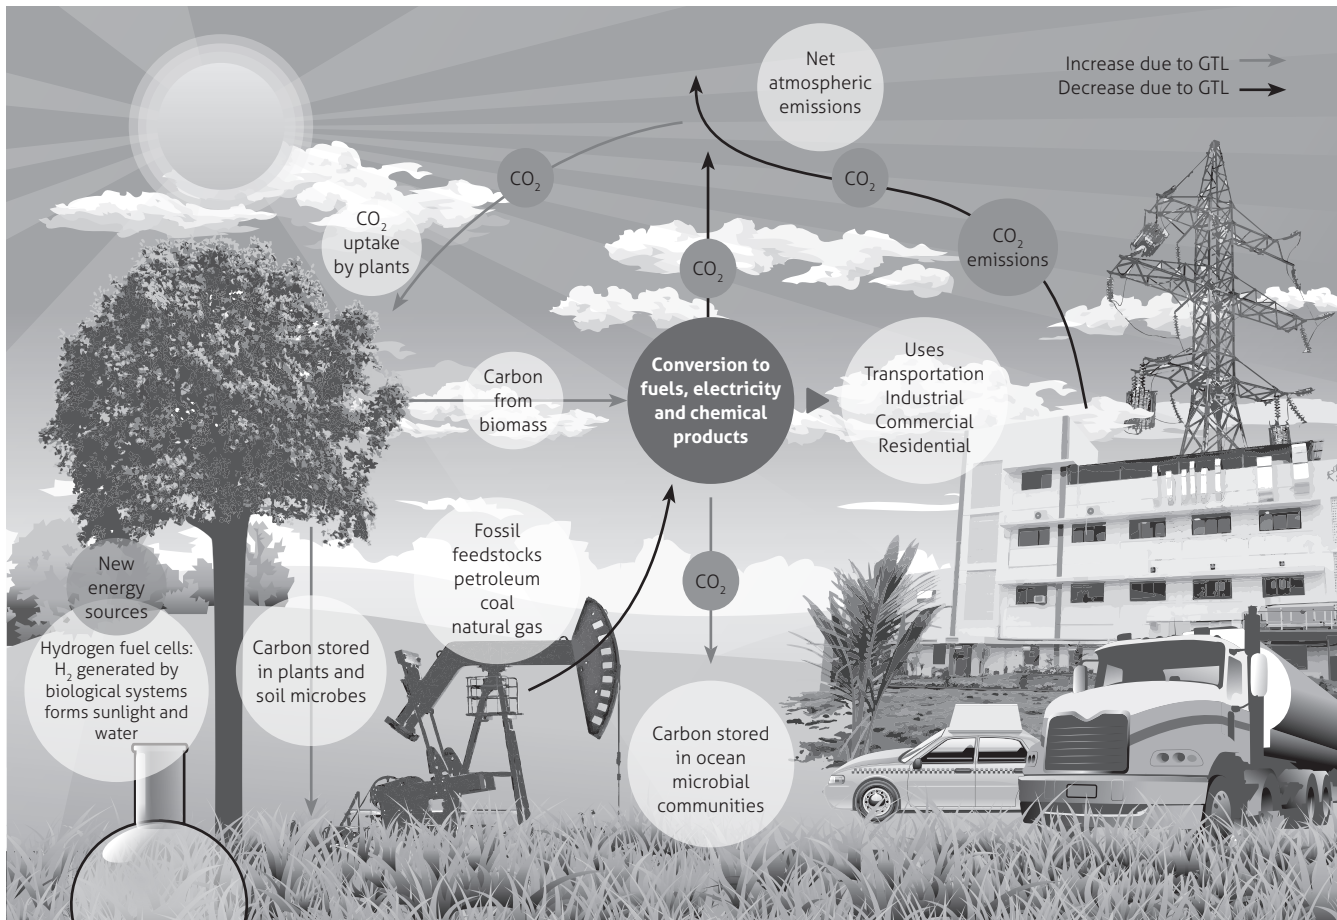 Net
atmospheric
emissions
Increase due to GTL
Decrease due to GTL
CO2
CO2
CO2
uptake
by plants
CO2
CO2
emissions
Carbon
from
biomass
Conversion to
fuels, electricity
and chemical
products
Uses
Transportation
Industrial
Commercial
Residential
Fossil
feedstocks
petroleum
coal
natural gas
CO2
New
energy
sources
Hydrogen fuel cells:
H2 generated by
biological systems
forms sunlight and
water
Carbon stored
in plants and
soil microbes
Carbon stored
in ocean
microbial
communities